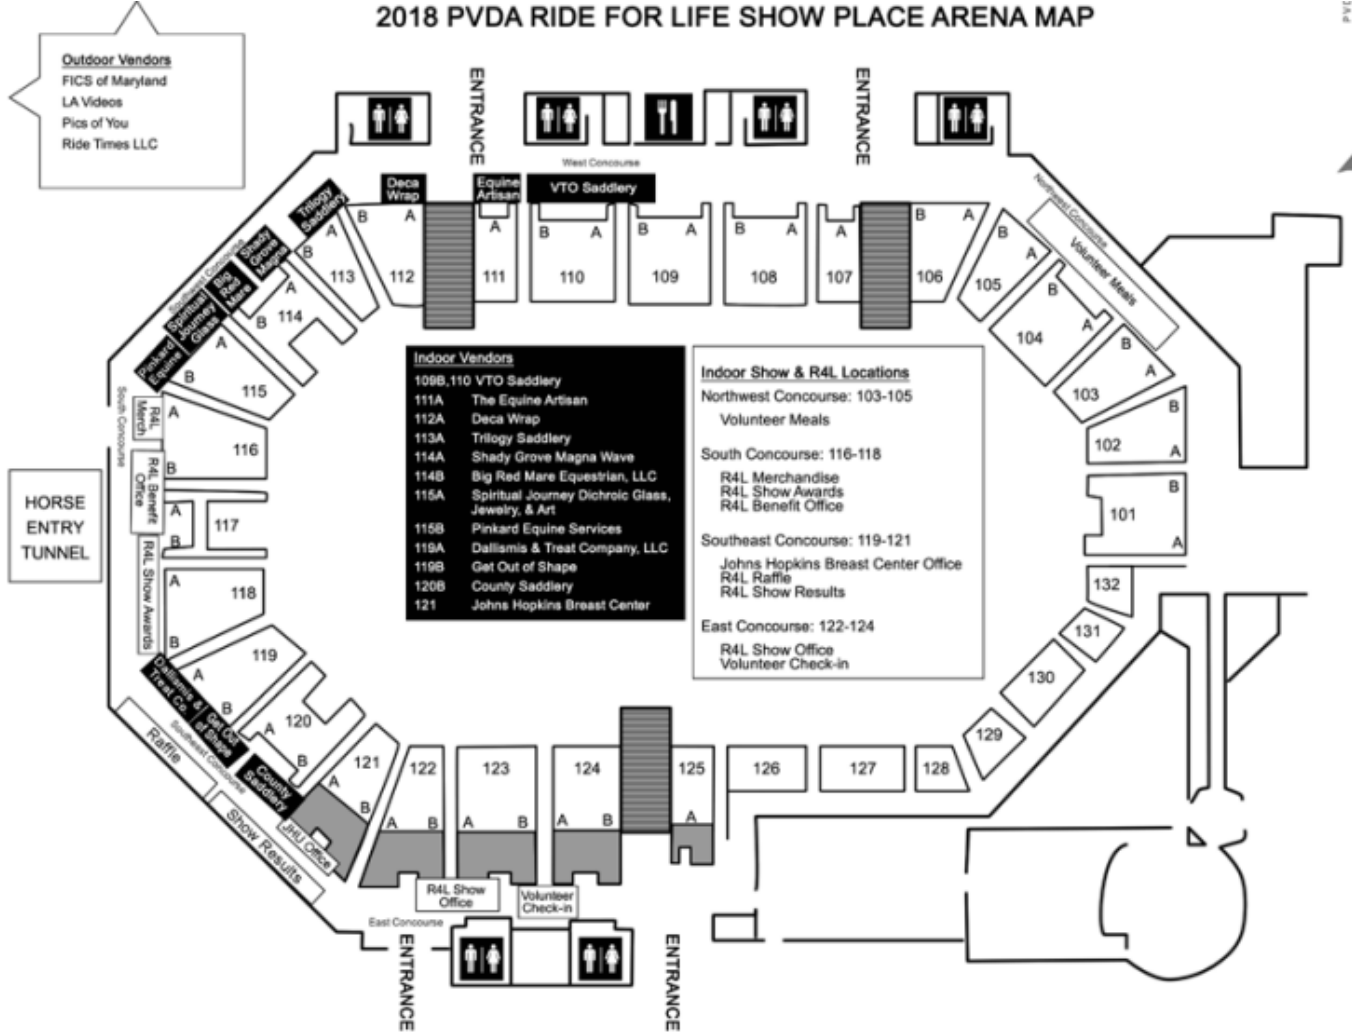 2018 PVDA RIDE FOR LIFE SHOW PLACE ARENA MAP
Outdoor Vendors
FICS of Maryland
LA Videos
Pics of You
Ride Times LLC
ENTRANCE
ENTRANCE
West Concourse
Deca
Wrap
Equine
Artisan
VTO Saddlery
Trilogy
Saddlery
Shady
Grove
Magna
Big
Red
Mare
Spiritual
Journey
Glass
Pinkard
Equine
Southwest Concourse
Northwest Concourse
Volunteer Meals
B A
112
A
111
B A
110
B A
109
B A
108
A
107
B A
106
B A
105
B A
104
B A
103
B
102
A
B
101
A
132
131
130
129
128
127
126
B A
113
A
B 114
A
B 115
A
116
B
A
117
B
A
118
B
119
A
B
120
A
B
121
A
B
122
A B
123
A B
124
A B
125
A
South Concourse
R4L
Merch
R4L Benefit
Office
R4L Show Awards
HORSE
ENTRY
TUNNEL
Indoor Vendors
109B,110 VTO Saddlery
111A The Equine Artisan
112A Deca Wrap
113A Trilogy Saddlery
114A Shady Grove Magna Wave
114B Big Red Mare Equestrian, LLC
115A Spiritual Journey Dichroic Glass,
Jewelry, & Art
115B Pinkard Equine Services
119A Dallismis & Treat Company, LLC
119B Get Out of Shape
120B County Saddlery
121 Johns Hopkins Breast Center
Indoor Show & R4L Locations
Northwest Concourse: 103-105
Volunteer Meals
South Concourse: 116-118
R4L Merchandise
R4L Show Awards
R4L Benefit Office
Southeast Concourse: 119-121
Johns Hopkins Breast Center Office
R4L Raffle
R4L Show Results
East Concourse: 122-124
R4L Show Office
Volunteer Check-in
Dallismis &
Treat Co.
Get Out
of Shape
County
Saddlery
Southeast Concourse
Raffle
Show Results
JHU Office
R4L Show
Office
Volunteer
Check-in
East Concourse
ENTRANCE
ENTRANCE